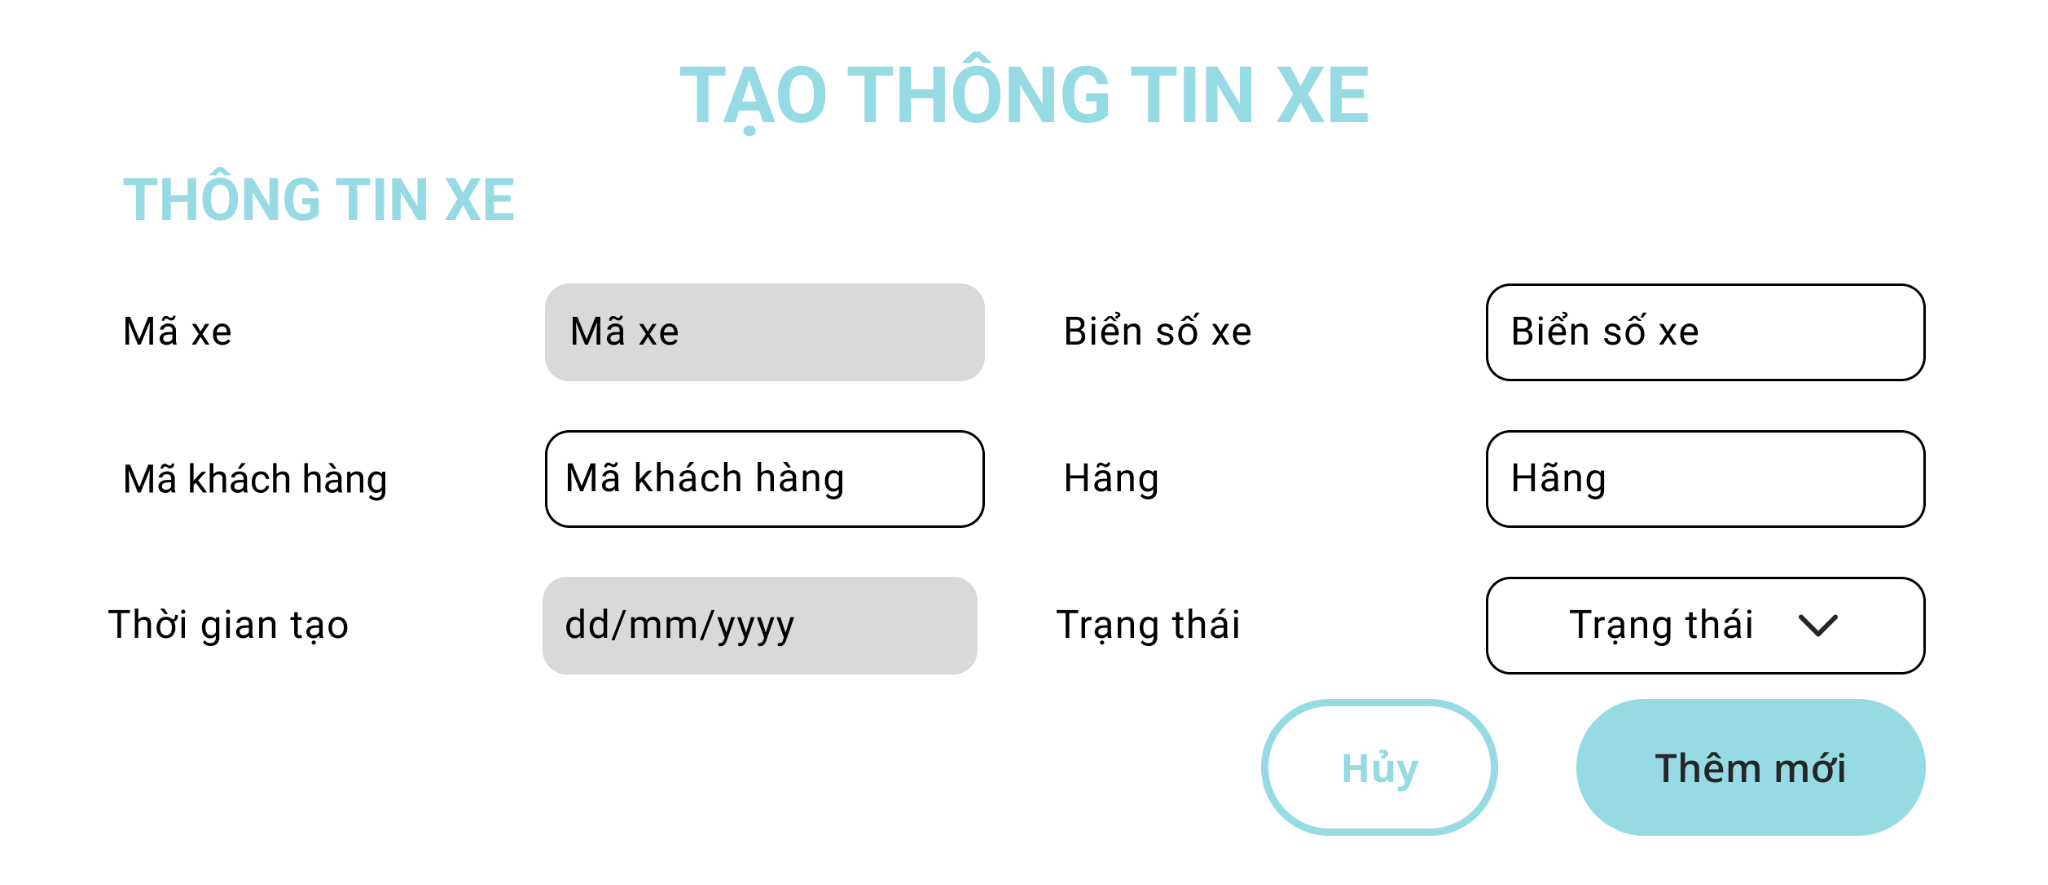 TẠO THÔNG TIN XE
THÔNG TIN XE
Mã xe Mã xe Biển số xe Biển số xe
Mã khách hàng Mã khách hàng Hãng Hãng
Thời gian tạo dd/mm/yyyy Trạng thái Trạng thái
Hủy Thêm mới